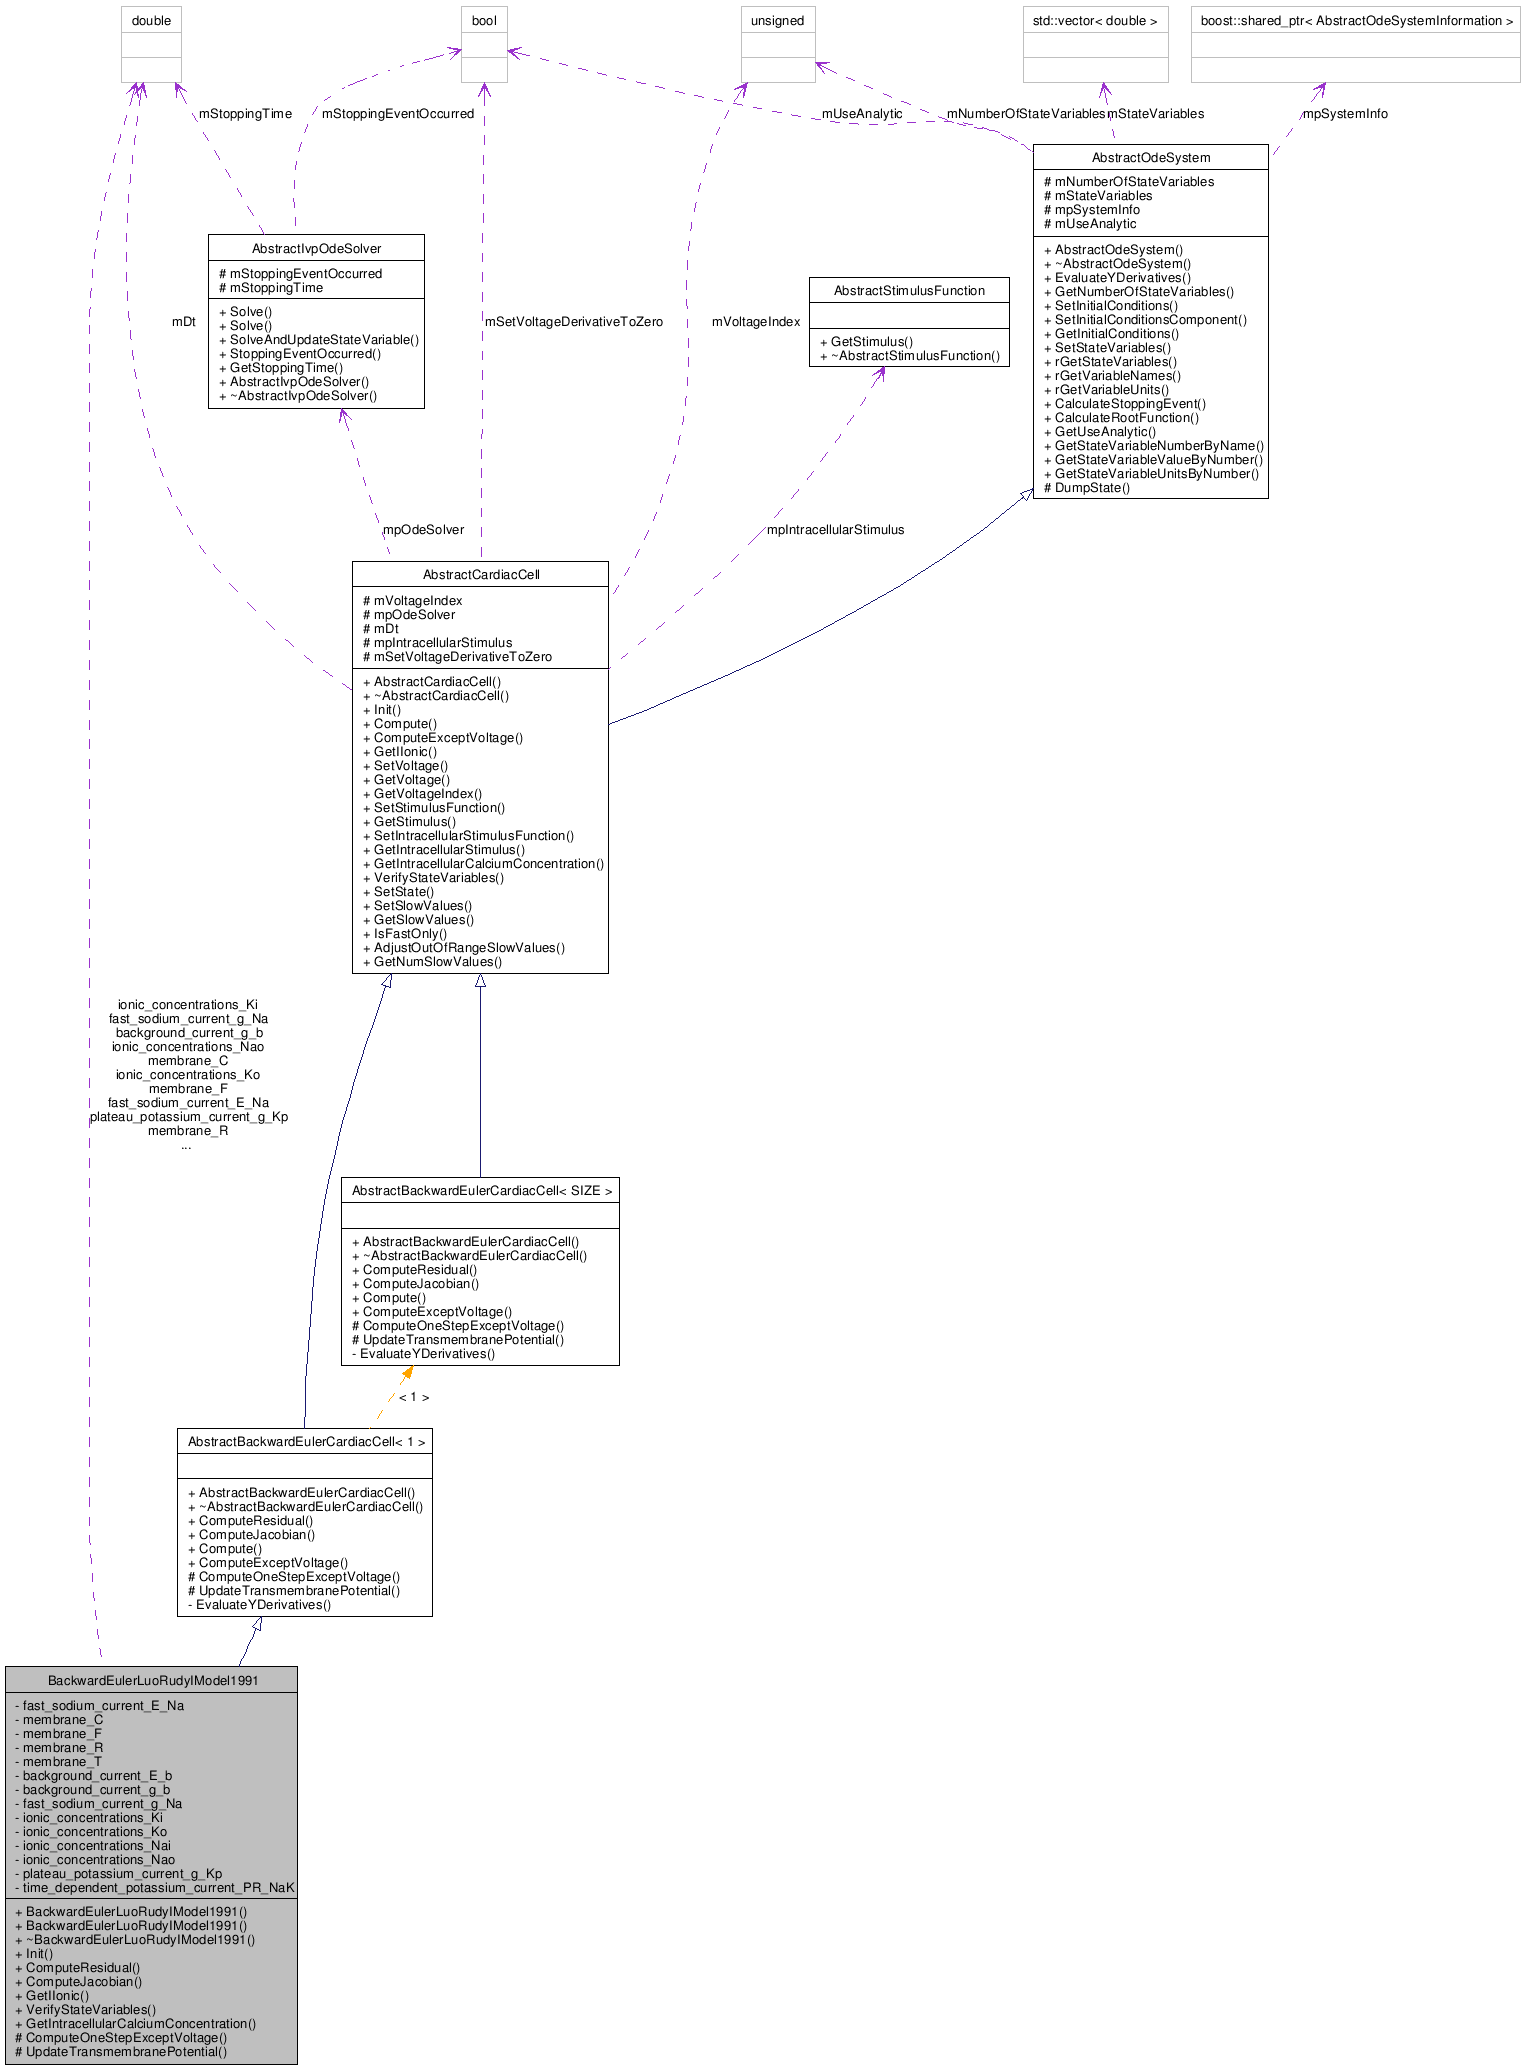 double
bool
unsigned
std::vector< double >
boost::shared_ptr< AbstractOdeSystemInformation >
mStoppingTime
mStoppingEventOccurred
mUseAnalytic
mNumberOfStateVariables
mStateVariables
mpSystemInfo
AbstractOdeSystem
# mNumberOfStateVariables
# mStateVariables
# mpSystemInfo
# mUseAnalytic
+ AbstractOdeSystem()
+ ~AbstractOdeSystem()
+ EvaluateYDerivatives()
+ GetNumberOfStateVariables()
+ SetInitialConditions()
+ SetInitialConditionsComponent()
+ GetInitialConditions()
+ SetStateVariables()
+ rGetStateVariables()
+ rGetVariableNames()
+ rGetVariableUnits()
+ CalculateStoppingEvent()
+ CalculateRootFunction()
+ GetUseAnalytic()
+ GetStateVariableNumberByName()
+ GetStateVariableValueByNumber()
+ GetStateVariableUnitsByNumber()
# DumpState()
AbstractIvpOdeSolver
# mStoppingEventOccurred
# mStoppingTime
+ Solve()
+ Solve()
+ SolveAndUpdateStateVariable()
+ StoppingEventOccurred()
+ GetStoppingTime()
+ AbstractIvpOdeSolver()
+ ~AbstractIvpOdeSolver()
AbstractStimulusFunction
+ GetStimulus()
+ ~AbstractStimulusFunction()
mDt
mSetVoltageDerivativeToZero
mVoltageIndex
mpOdeSolver
mpIntracellularStimulus
AbstractCardiacCell
# mVoltageIndex
# mpOdeSolver
# mDt
# mpIntracellularStimulus
# mSetVoltageDerivativeToZero
+ AbstractCardiacCell()
+ ~AbstractCardiacCell()
+ Init()
+ Compute()
+ ComputeExceptVoltage()
+ GetIIonic()
+ SetVoltage()
+ GetVoltage()
+ GetVoltageIndex()
+ SetStimulusFunction()
+ GetStimulus()
+ SetIntracellularStimulusFunction()
+ GetIntracellularStimulus()
+ GetIntracellularCalciumConcentration()
+ VerifyStateVariables()
+ SetState()
+ SetSlowValues()
+ GetSlowValues()
+ IsFastOnly()
+ AdjustOutOfRangeSlowValues()
+ GetNumSlowValues()
ionic_concentrations_Ki
fast_sodium_current_g_Na
background_current_g_b
ionic_concentrations_Nao
membrane_C
ionic_concentrations_Ko
membrane_F
fast_sodium_current_E_Na
plateau_potassium_current_g_Kp
membrane_R
...
AbstractBackwardEulerCardiacCell< SIZE >
+ AbstractBackwardEulerCardiacCell()
+ ~AbstractBackwardEulerCardiacCell()
+ ComputeResidual()
+ ComputeJacobian()
+ Compute()
+ ComputeExceptVoltage()
# ComputeOneStepExceptVoltage()
# UpdateTransmembranePotential()
- EvaluateYDerivatives()
< 1 >
AbstractBackwardEulerCardiacCell< 1 >
+ AbstractBackwardEulerCardiacCell()
+ ~AbstractBackwardEulerCardiacCell()
+ ComputeResidual()
+ ComputeJacobian()
+ Compute()
+ ComputeExceptVoltage()
# ComputeOneStepExceptVoltage()
# UpdateTransmembranePotential()
- EvaluateYDerivatives()
BackwardEulerLuoRudyIModel1991
- fast_sodium_current_E_Na
- membrane_C
- membrane_F
- membrane_R
- membrane_T
- background_current_E_b
- background_current_g_b
- fast_sodium_current_g_Na
- ionic_concentrations_Ki
- ionic_concentrations_Ko
- ionic_concentrations_Nai
- ionic_concentrations_Nao
- plateau_potassium_current_g_Kp
- time_dependent_potassium_current_PR_NaK
+ BackwardEulerLuoRudyIModel1991()
+ BackwardEulerLuoRudyIModel1991()
+ ~BackwardEulerLuoRudyIModel1991()
+ Init()
+ ComputeResidual()
+ ComputeJacobian()
+ GetIIonic()
+ VerifyStateVariables()
+ GetIntracellularCalciumConcentration()
# ComputeOneStepExceptVoltage()
# UpdateTransmembranePotential()